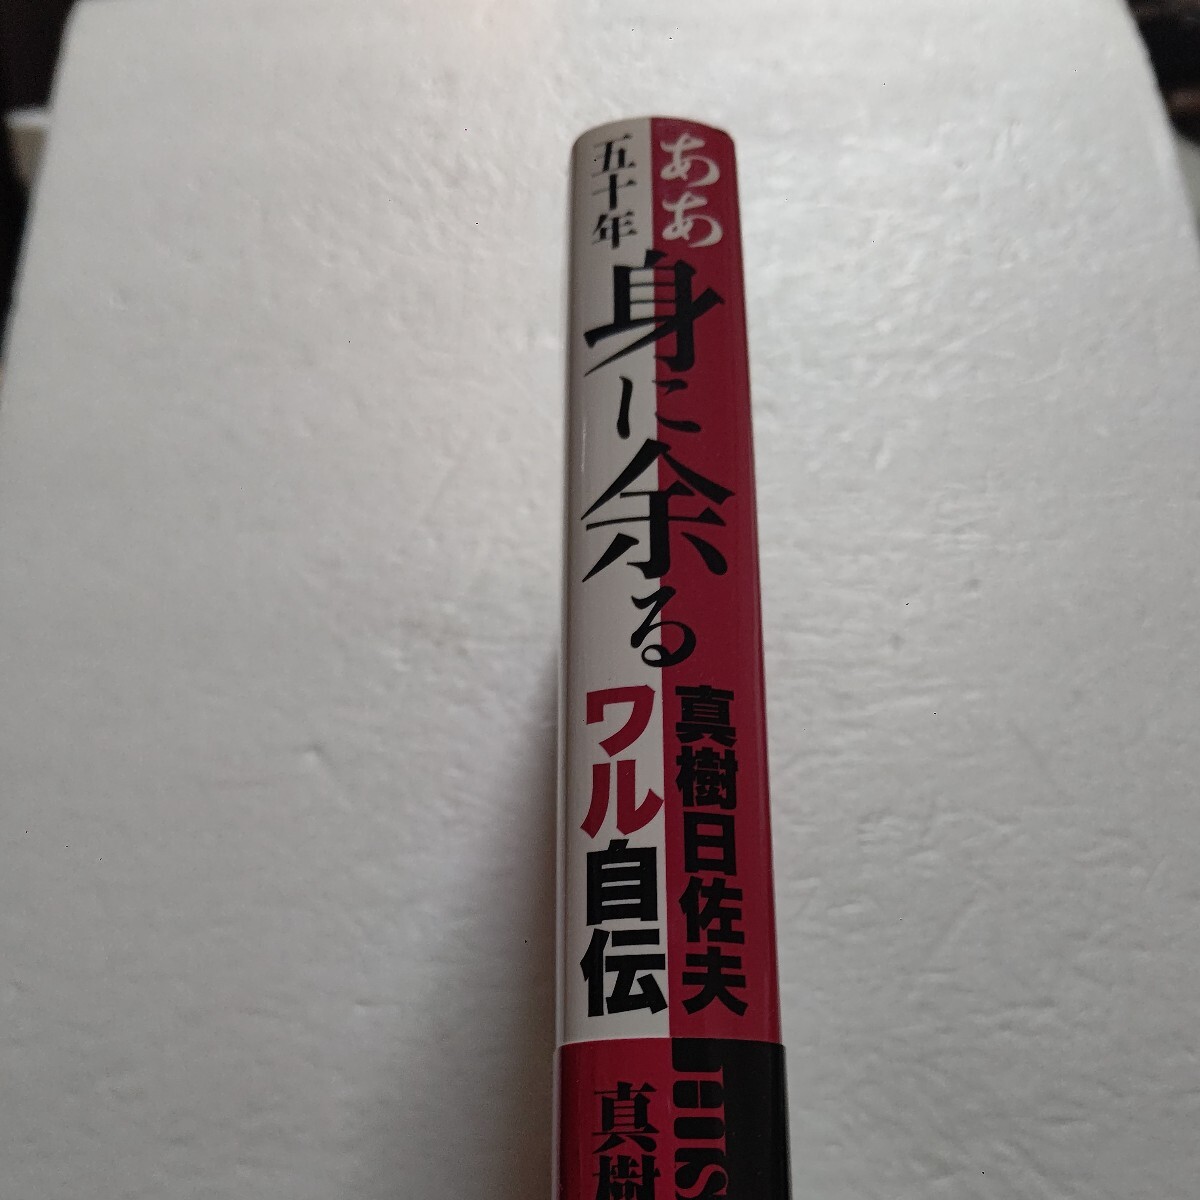 ああ
五十年
身に余る
真樹日佐夫
ワル自伝
真樹